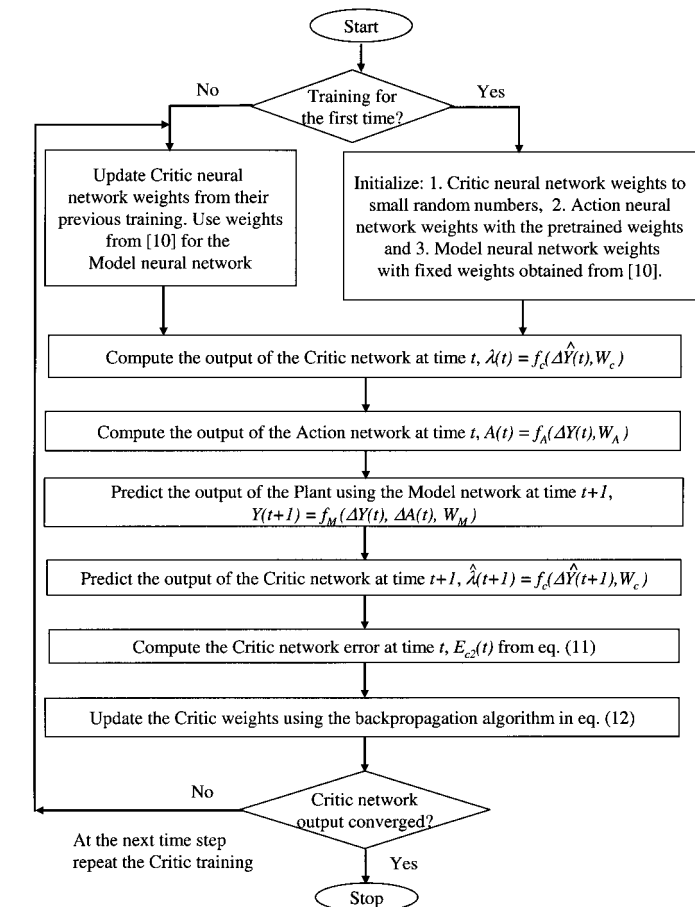 Start
No
Training for
the first time?
Yes
Update Critic neural
network weights from their
previous training. Use weights
from [10] for the
Model neural network
Initialize: 1. Critic neural network weights to
small random numbers, 2. Action neural
network weights with the pretrained weights
and 3. Model neural network weights
with fixed weights obtained from [10].
Compute the output of the Critic network at time t, λ(t) = f_c(ΔŶ(t),W_c)
Compute the output of the Action network at time t, A(t) = f_A(ΔY(t),W_A)
Predict the output of the Plant using the Model network at time t+1,
Y(t+1) = f_M(ΔY(t), ΔA(t), W_M)
Predict the output of the Critic network at time t+1, λ̂(t+1) = f_c(ΔŶ(t+1),W_c)
Compute the Critic network error at time t, E_c2(t) from eq. (11)
Update the Critic weights using the backpropagation algorithm in eq. (12)
No
Critic network
output converged?
At the next time step
repeat the Critic training
Yes
Stop